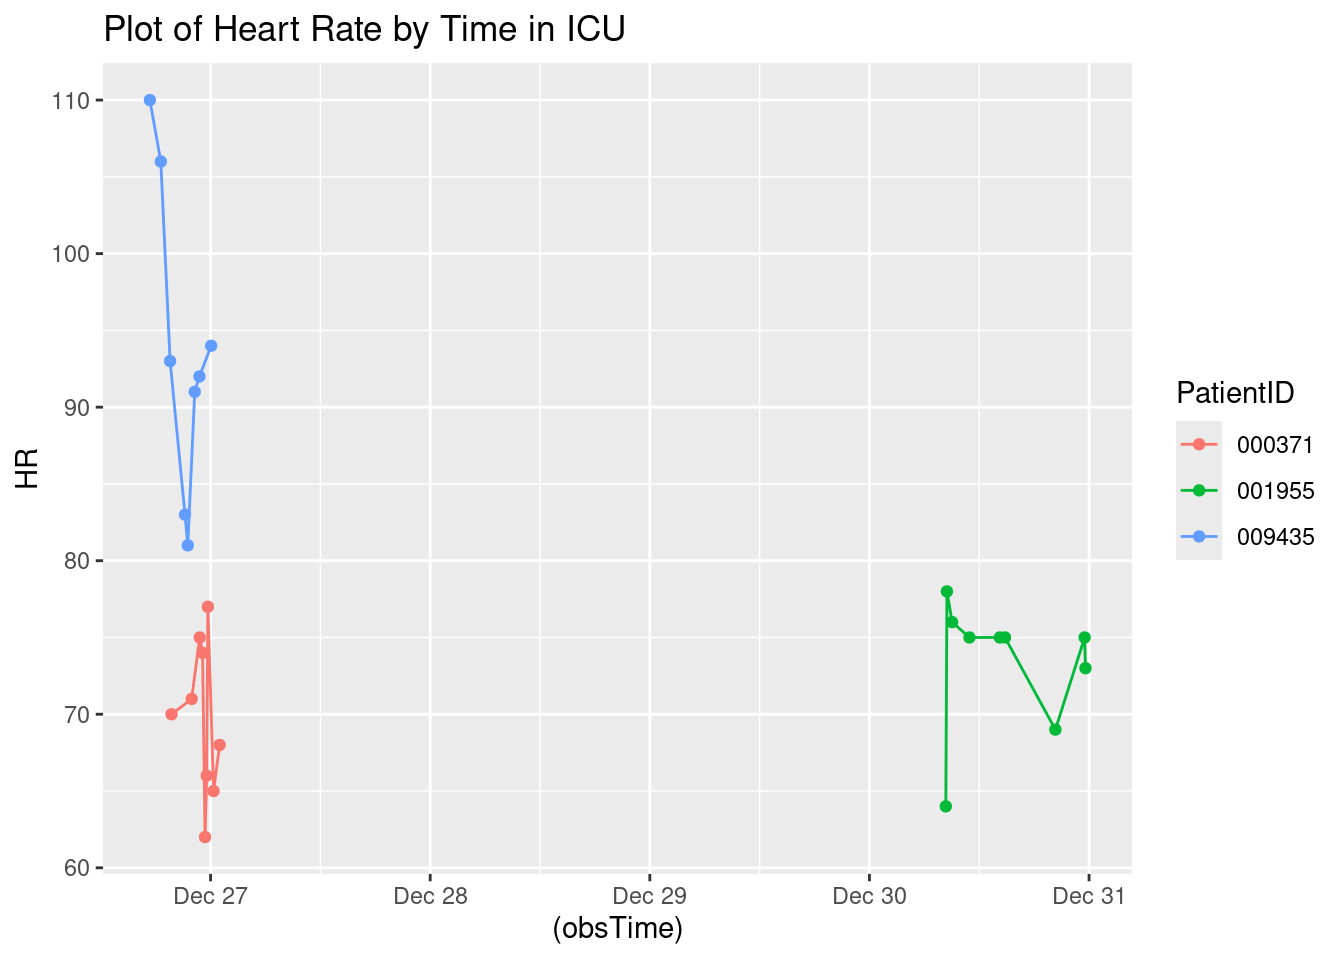 Plot of Heart Rate by Time in ICU
110
100
90
80
70
60
HR
Dec 27
Dec 28
Dec 29
Dec 30
Dec 31
(obsTime)
PatientID
000371
001955
009435